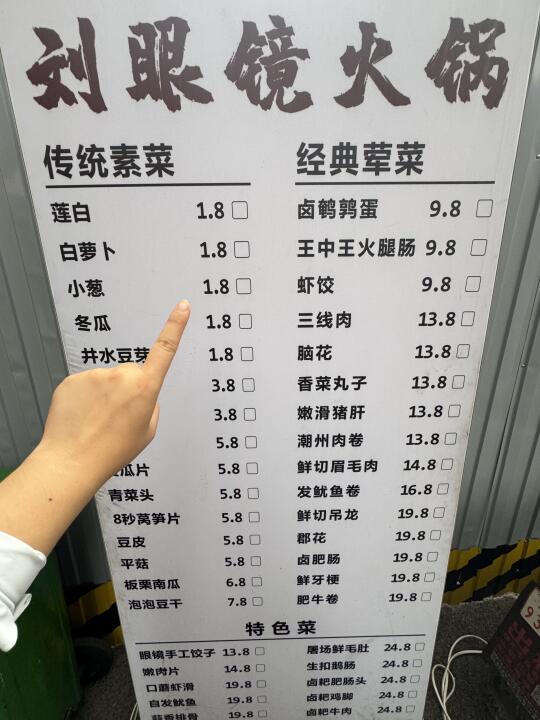 刘眼镜火锅
传统素菜
莲白 1.8
白萝卜 1.8
小葱 1.8
冬瓜 1.8
井水豆芽 1.8
3.8
3.8
5.8
瓜片 5.8
青菜头 5.8
8秒莴笋片 5.8
豆皮 5.8
平菇 5.8
板栗南瓜 6.8
泡泡豆干 7.8
经典荤菜
卤鹌鹑蛋 9.8
王中王火腿肠 9.8
虾饺 9.8
三线肉 13.8
脑花 13.8
香菜丸子 13.8
嫩滑猪肝 13.8
潮州肉卷 13.8
鲜切眉毛肉 14.8
发鱿鱼卷 16.8
鲜切吊龙 19.8
郡花 19.8
卤肥肠 19.8
鲜牙梗 19.8
肥牛卷 19.8
特色菜
眼镜手工饺子 13.8
嫩肉片 14.8
口蘑虾滑 19.8
自发鱿鱼 19.8
蒜香排骨 19.8
屠场鲜毛肚 24.8
生扣鹅肠 24.8
卤粑肥肠头 24.8
卤粑鸡脚 24.8
卤粑牛肉 24.8